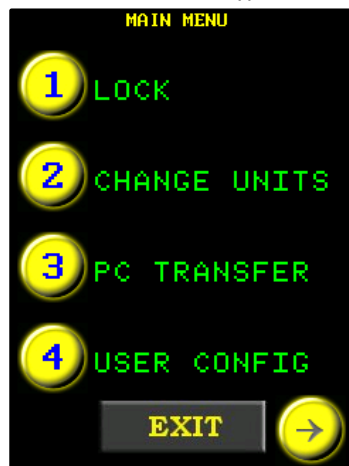 MAIN MENU
1 LOCK
2 CHANGE UNITS
3 PC TRANSFER
4 USER CONFIG
EXIT →